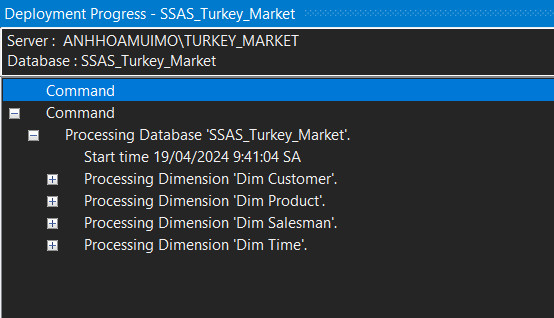 Deployment Progress - SSAS_Turkey_Market
Server : ANHHOAMUIMO\TURKEY_MARKET
Database : SSAS_Turkey_Market
Command
Command
Processing Database 'SSAS_Turkey_Market'.
Start time 19/04/2024 9:41:04 SA
Processing Dimension 'Dim Customer'.
Processing Dimension 'Dim Product'.
Processing Dimension 'Dim Salesman'.
Processing Dimension 'Dim Time'.